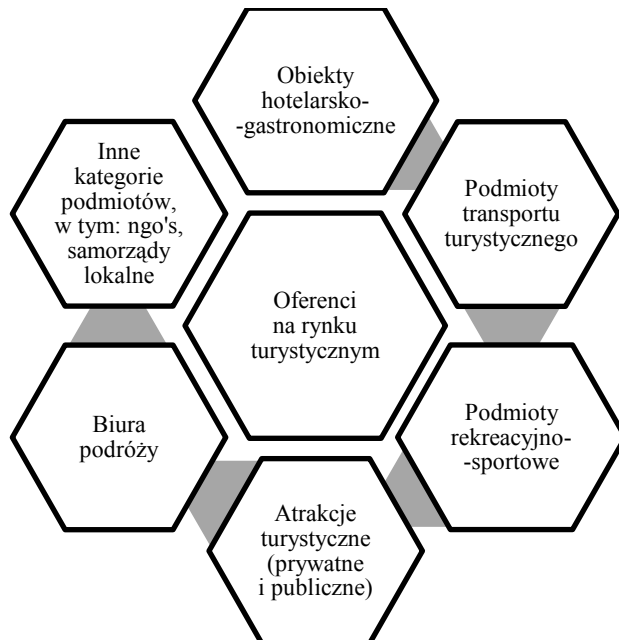 Obiekty
hotelarsko-
-gastronomiczne
Inne
kategorie
podmiotów,
w tym: ngo's,
samorządy
lokalne
Podmioty
transportu
turystycznego
Oferenci
na rynku
turystycznym
Biura
podróży
Podmioty
rekreacyjno-
-sportowe
Atrakcje
turystyczne
(prywatne
i publiczne)